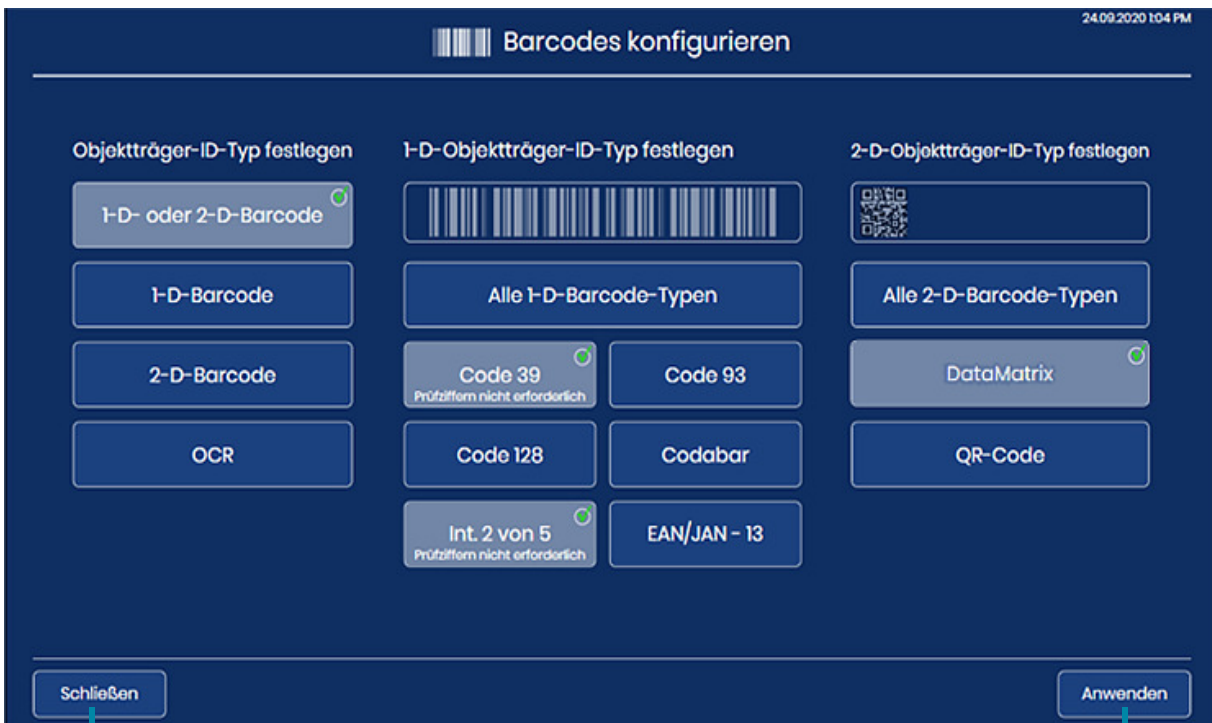 24.09.2020 1:04 PM
Barcodes konfigurieren
Objektträger-ID-Typ festlegen
1-D- oder 2-D-Barcode
1-D-Barcode
2-D-Barcode
OCR
1-D-Objektträger-ID-Typ festlegen
Alle 1-D-Barcode-Typen
Code 39
Prüfziffern nicht erforderlich
Code 93
Code 128
Codabar
Int. 2 von 5
Prüfziffern nicht erforderlich
EAN/JAN - 13
2-D-Objektträger-ID-Typ festlegen
Alle 2-D-Barcode-Typen
DataMatrix
QR-Code
Schließen
Anwenden